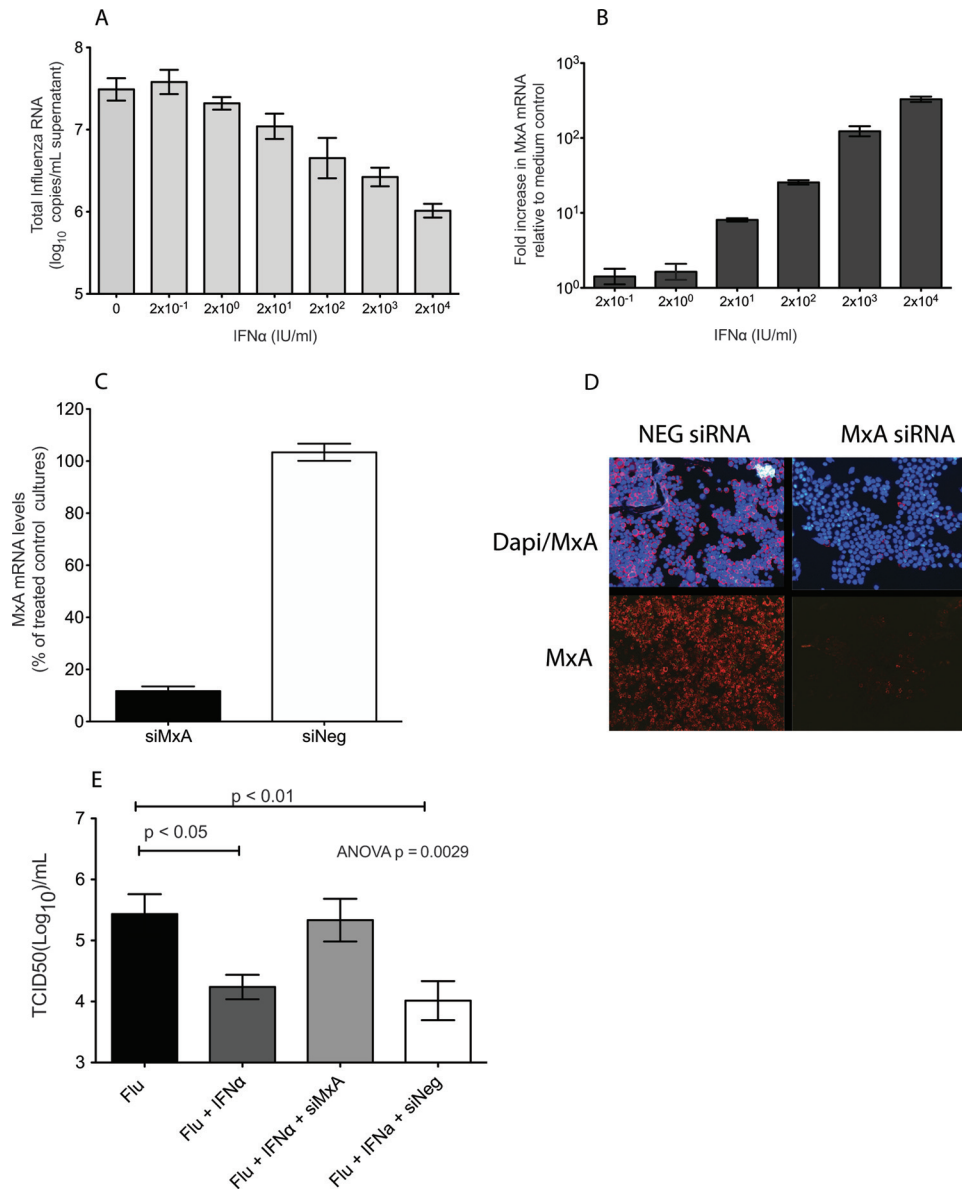 A
Total Influenza RNA
(log10 copies/mL supernatant)
8
7
6
5
0
2x10-1
2x10⁰
2x10¹
2x10²
2x10³
2x10⁴
IFNα (IU/ml)
B
Fold increase in MxA mRNA
relative to medium control
10³
10²
10¹
10⁰
2x10-1
2x10⁰
2x10¹
2x10²
2x10³
2x10⁴
IFNα (IU/ml)
C
MxA mRNA levels
(% of treated control cultures)
120
100
80
60
40
20
0
siMxA
siNeg
D
NEG siRNA
MxA siRNA
Dapi/MxA
MxA
E
TCID50(Log10)/mL
7
6
5
4
3
p < 0.01
p < 0.05
ANOVA p = 0.0029
Flu
Flu + IFNα
Flu + IFNα + siMxA
Flu + IFNa + siNeg